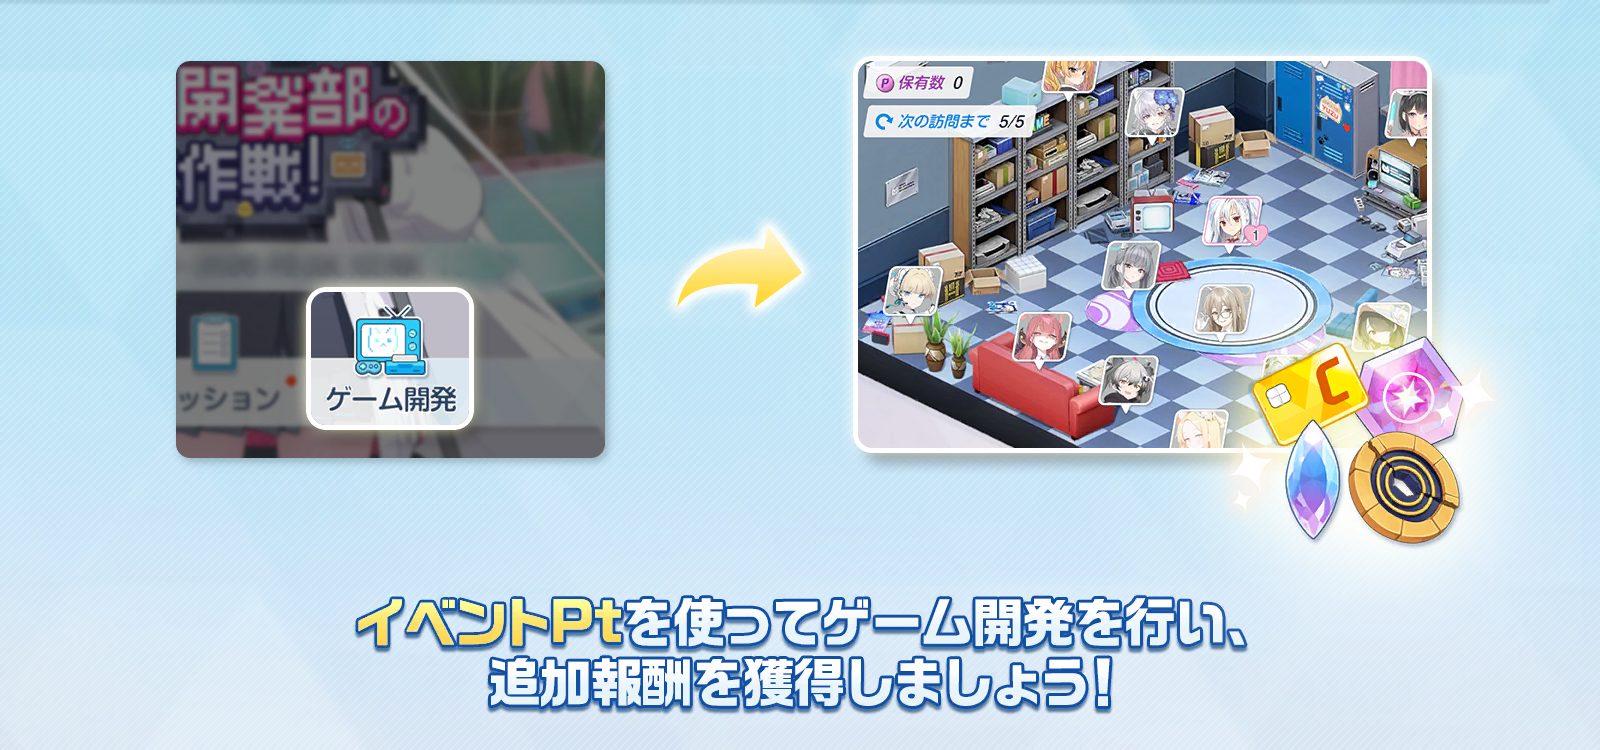 開発部の
作戦!
ッション
ゲーム開発
P 保有数 0
次の訪問まで 5/5
1
イベントPtを使ってゲーム開発を行い、
追加報酬を獲得しましょう!